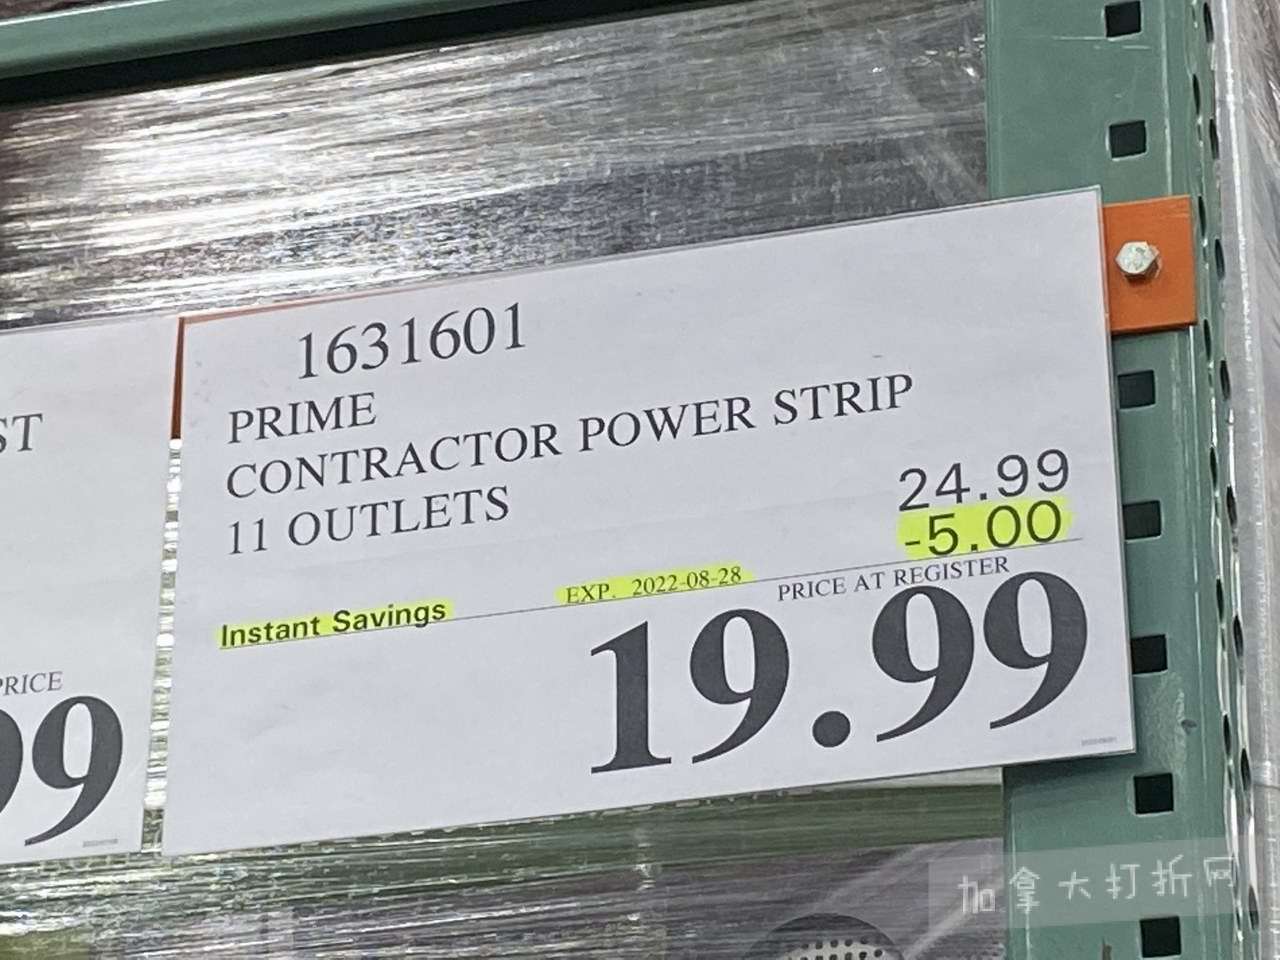 1631601
PRIME
CONTRACTOR POWER STRIP
11 OUTLETS
24.99
-5.00
Instant Savings
EXP. 2022-08-28
PRICE AT REGISTER
19.99
ST
PRICE
99
加拿大打折网